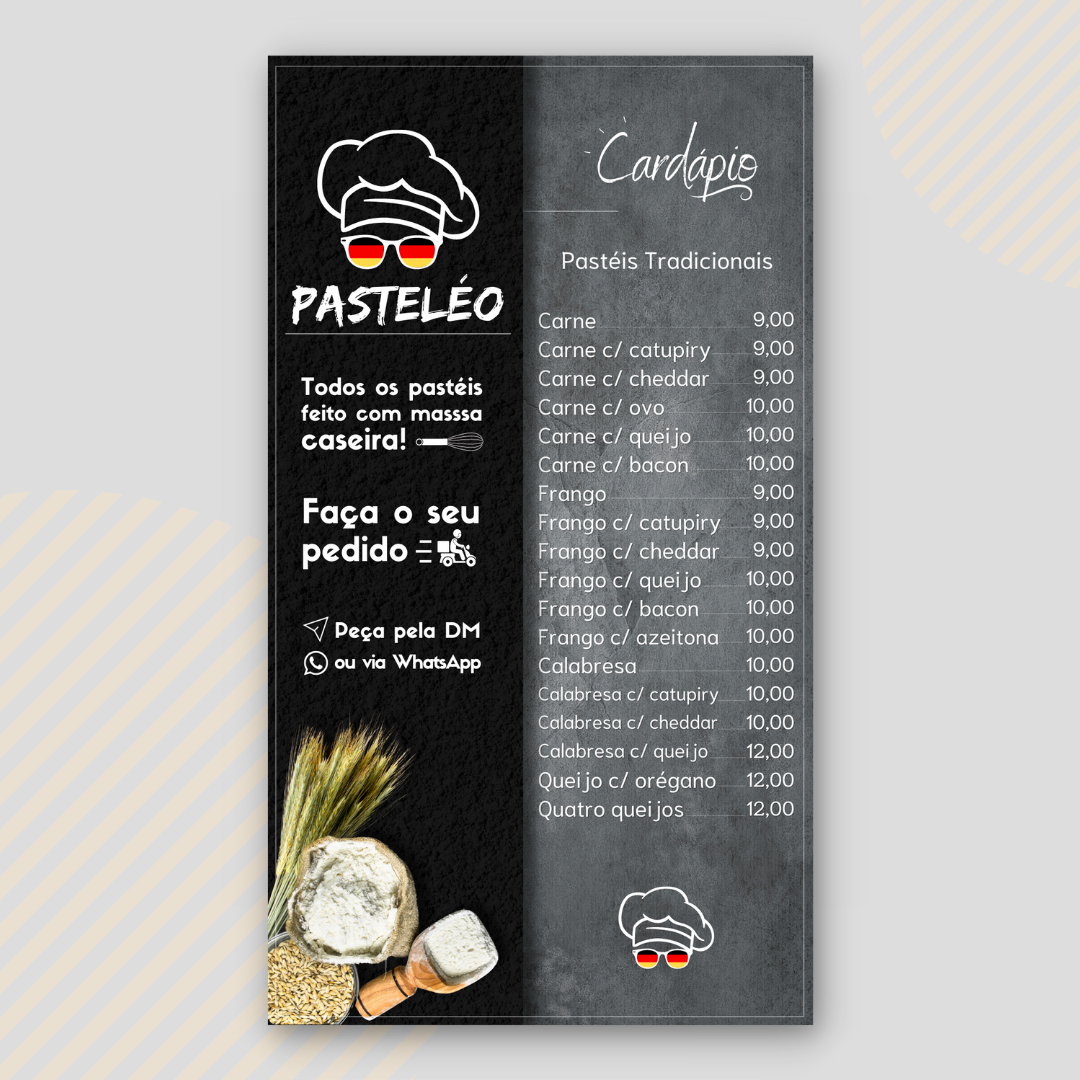 PASTELÉO
Todos os pastéis
feito com masssa
caseira!
Faça o seu
pedido
Peça pela DM
ou via WhatsApp
Cardápio
Pastéis Tradicionais
Carne 9,00
Carne c/ catupiry 9,00
Carne c/ cheddar 9,00
Carne c/ ovo 10,00
Carne c/ queijo 10,00
Carne c/ bacon 10,00
Frango 9,00
Frango c/ catupiry 9,00
Frango c/ cheddar 9,00
Frango c/ queijo 10,00
Frango c/ bacon 10,00
Frango c/ azeitona 10,00
Calabresa 10,00
Calabresa c/ catupiry 10,00
Calabresa c/ cheddar 10,00
Calabresa c/ queijo 12,00
Queijo c/ orégano 12,00
Quatro queijos 12,00